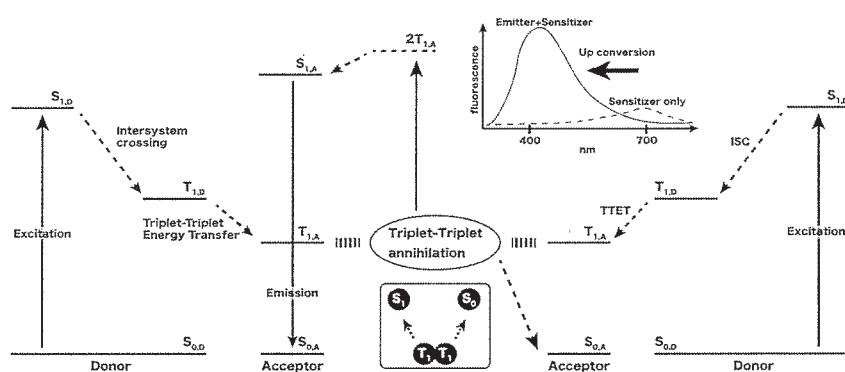 Emitter+Sensitizer
2T1,A
S1,A
Up conversion
fluorescence
Sensitizer only
S1,D
S1,D
400
700
nm
Intersystem
crossing
ISC
T1,D
T1,D
Triplet-Triplet
Energy Transfer
TTET
Excitation
T1,A
Triplet-Triplet
annihilation
T1,A
Excitation
Emission
S1
S0
T1 T1
S0,D
S0,A
S0,A
S0,D
Donor
Acceptor
Acceptor
Donor